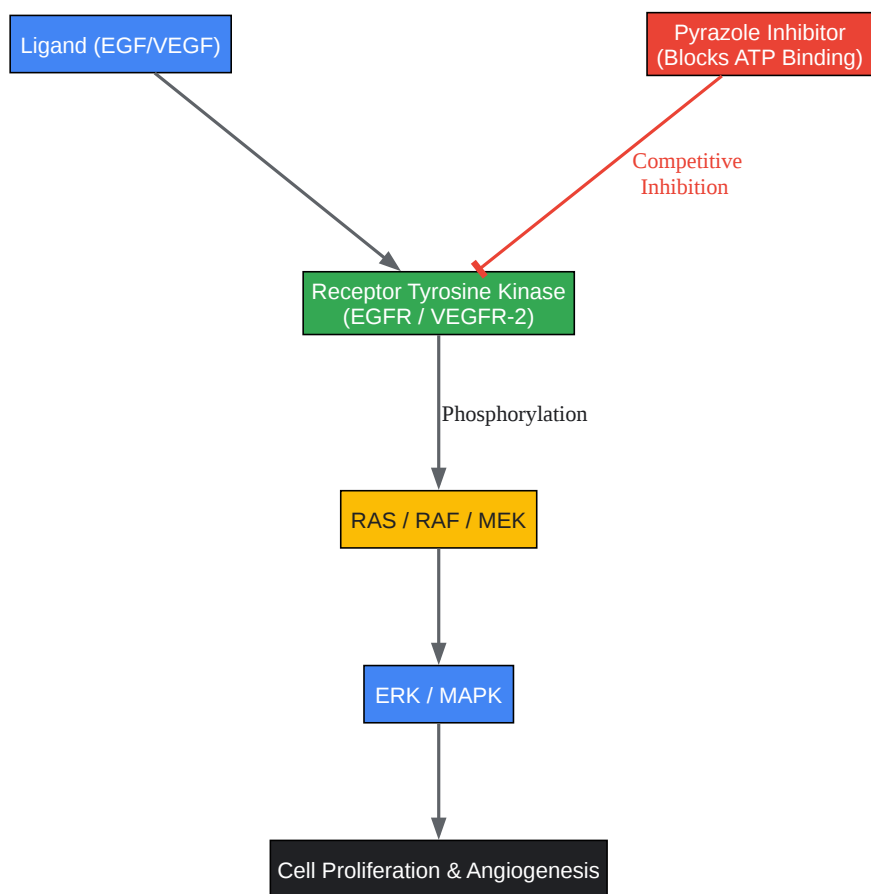 Ligand (EGF/VEGF)
Pyrazole Inhibitor
(Blocks ATP Binding)
Competitive
Inhibition
Receptor Tyrosine Kinase
(EGFR / VEGFR-2)
Phosphorylation
RAS / RAF / MEK
ERK / MAPK
Cell Proliferation & Angiogenesis